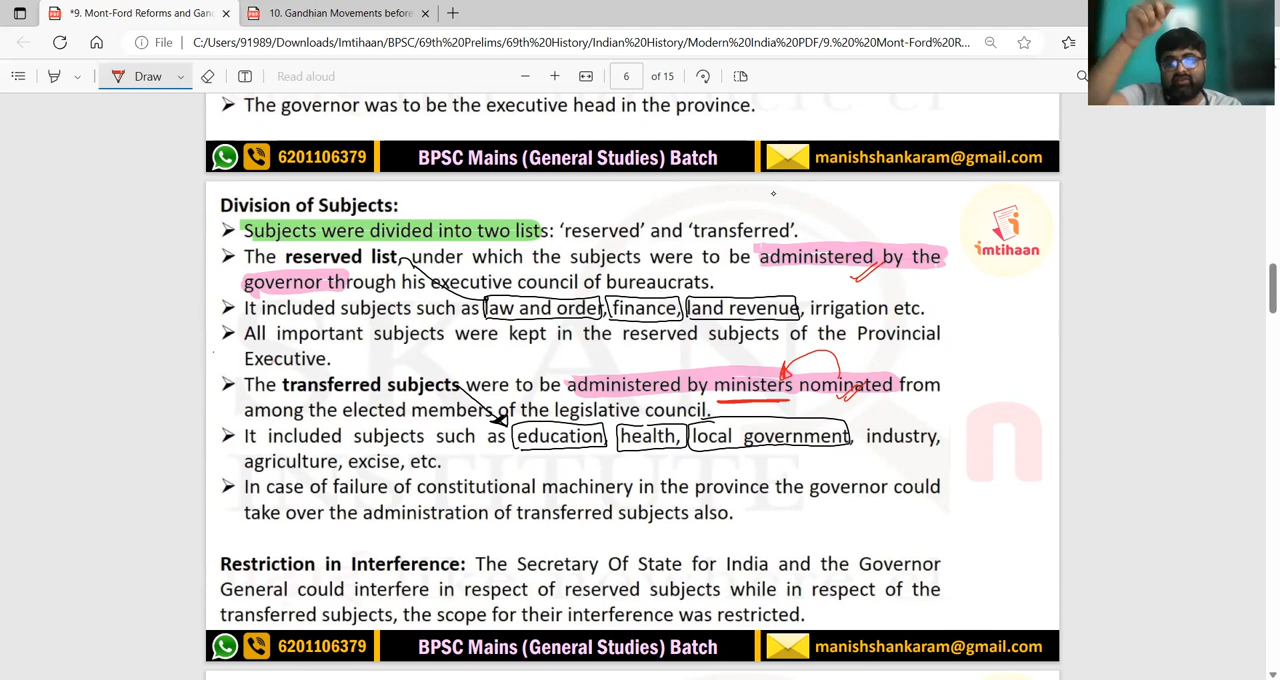 *9. Mont-Ford Reforms and Gand
10. Gandhian Movements before
File
C:/Users/91989/Downloads/Imtihaan/BPSC/69th%20Prelims/69th%20History/Indian%20History/Modern%20India%20PDF/9.%20%20Mont-Ford%20R...
Draw
Read aloud
6 of 15
➢ The governor was to be the executive head in the province.
6201106379 BPSC Mains (General Studies) Batch manishshankaram@gmail.com
Division of Subjects:
➢ Subjects were divided into two lists: ‘reserved’ and ‘transferred’.
➢ The reserved list, under which the subjects were to be administered by the
governor through his executive council of bureaucrats.
➢ It included subjects such as law and order, finance, land revenue, irrigation etc.
➢ All important subjects were kept in the reserved subjects of the Provincial
Executive.
➢ The transferred subjects were to be administered by ministers nominated from
among the elected members of the legislative council.
➢ It included subjects such as education, health, local government, industry,
agriculture, excise, etc.
➢ In case of failure of constitutional machinery in the province the governor could
take over the administration of transferred subjects also.
Restriction in Interference: The Secretary Of State for India and the Governor
General could interfere in respect of reserved subjects while in respect of the
transferred subjects, the scope for their interference was restricted.
imtihaan
6201106379 BPSC Mains (General Studies) Batch manishshankaram@gmail.com